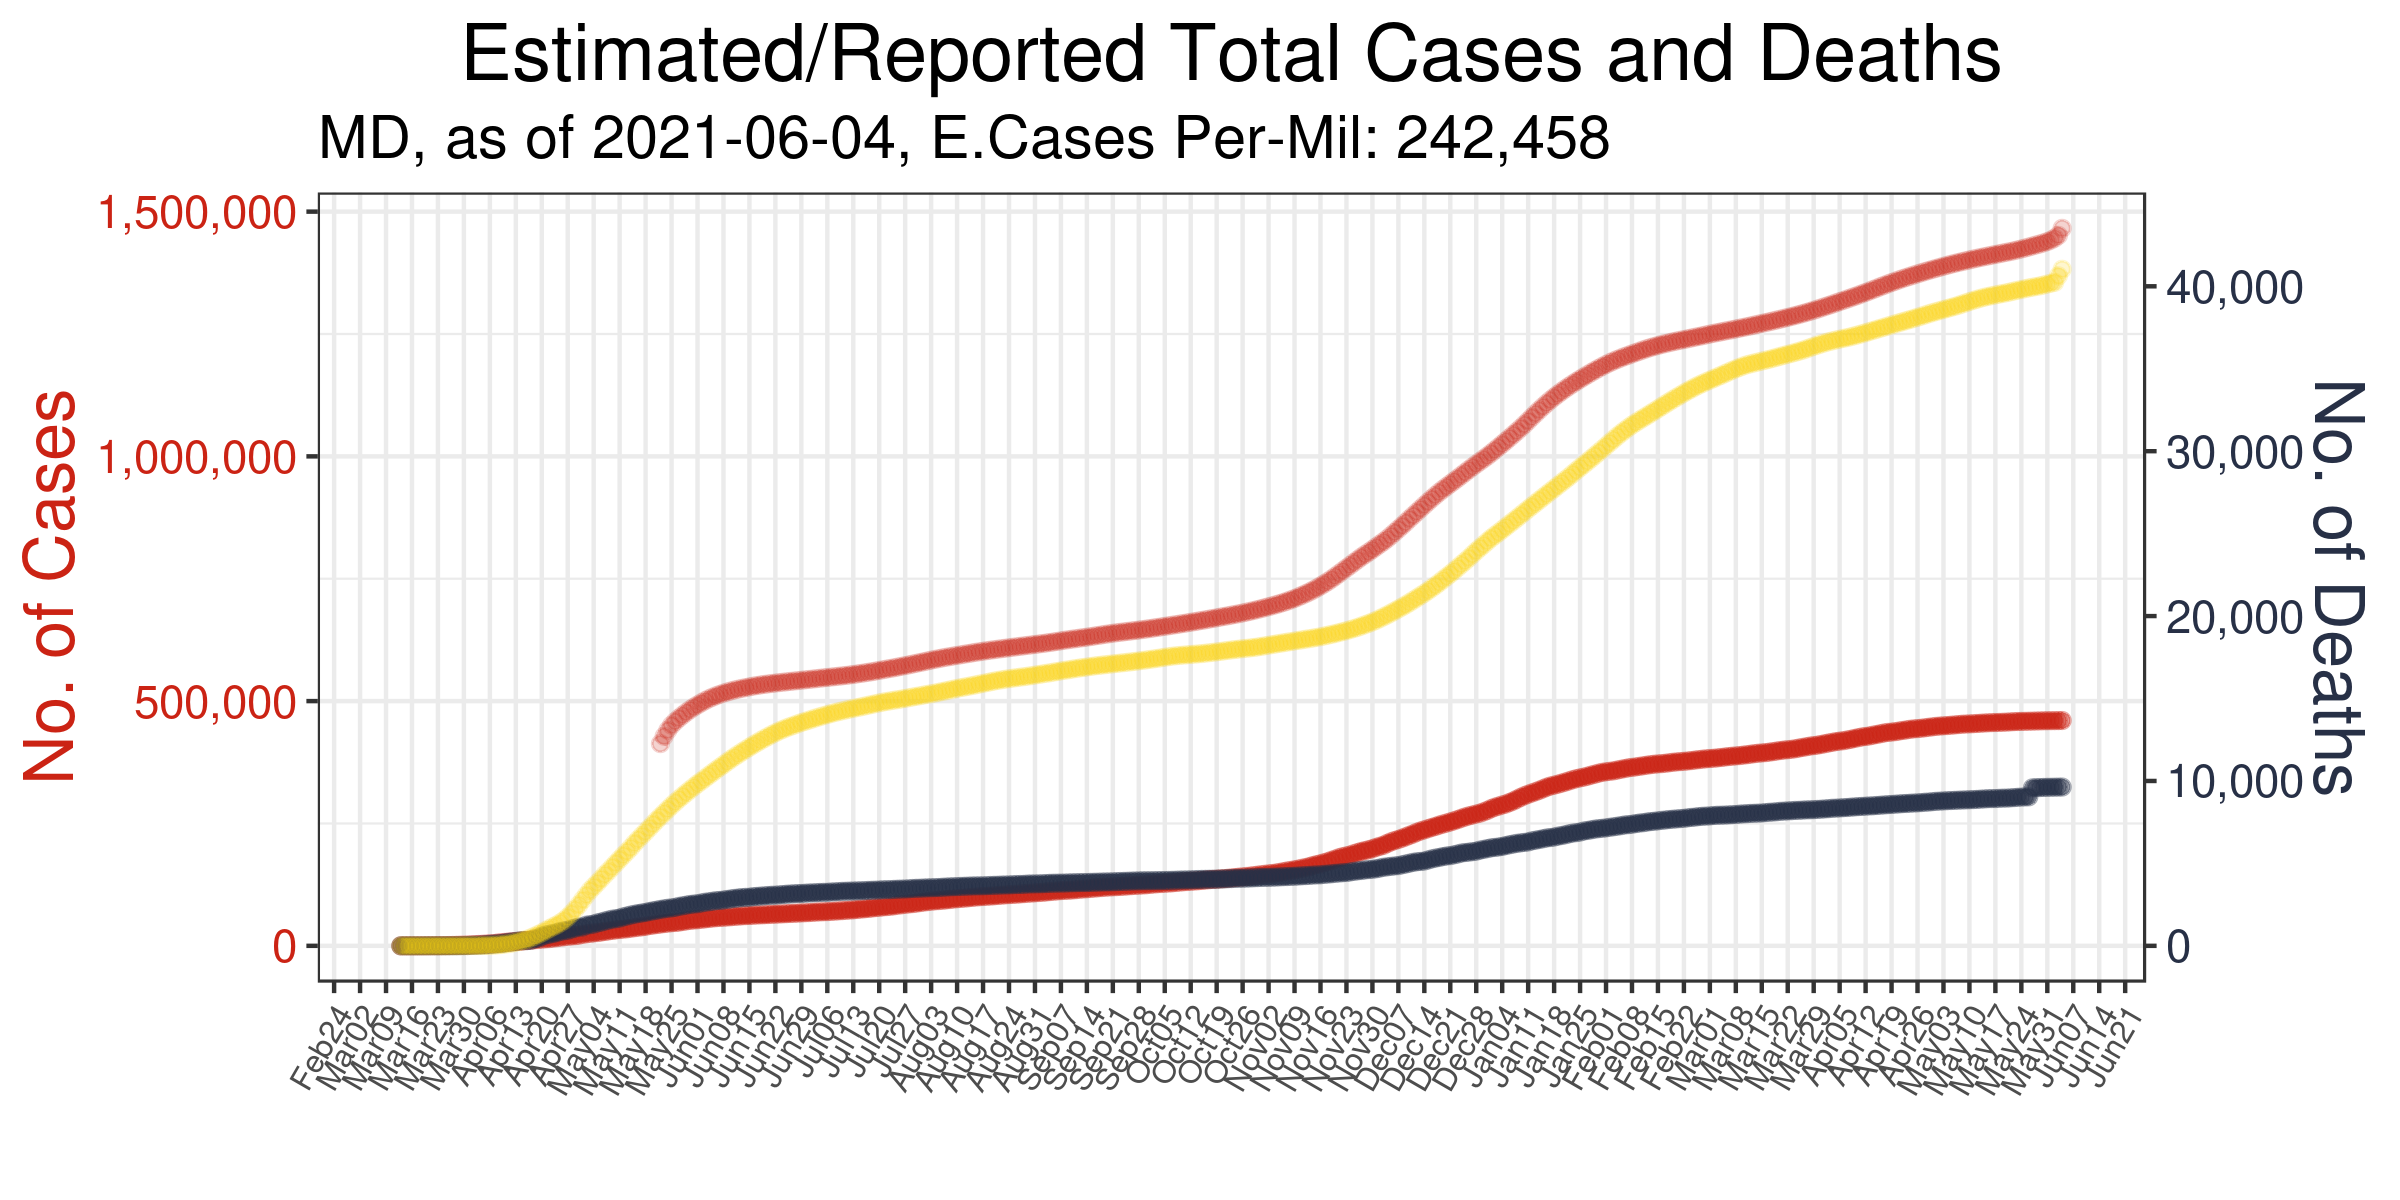 Estimated/Reported Total Cases and Deaths
MD, as of 2021-06-04, E.Cases Per-Mil: 242,458
No. of Cases
1,500,000
1,000,000
500,000
0
40,000
30,000
20,000
10,000
0
No. of Deaths
Feb24
Mar02
Mar09
Mar16
Mar23
Mar30
Apr06
Apr13
Apr20
Apr27
May04
May11
May18
May25
Jun01
Jun08
Jun15
Jun22
Jun29
Jul06
Jul13
Jul20
Jul27
Aug03
Aug10
Aug17
Aug24
Aug31
Sep07
Sep14
Sep21
Sep28
Oct05
Oct12
Oct19
Oct26
Nov02
Nov09
Nov16
Nov23
Nov30
Dec07
Dec14
Dec21
Dec28
Jan04
Jan11
Jan18
Jan25
Feb01
Feb08
Feb15
Feb22
Mar01
Mar08
Mar15
Mar22
Mar29
Apr05
Apr12
Apr19
Apr26
May03
May10
May17
May24
May31
Jun07
Jun14
Jun21